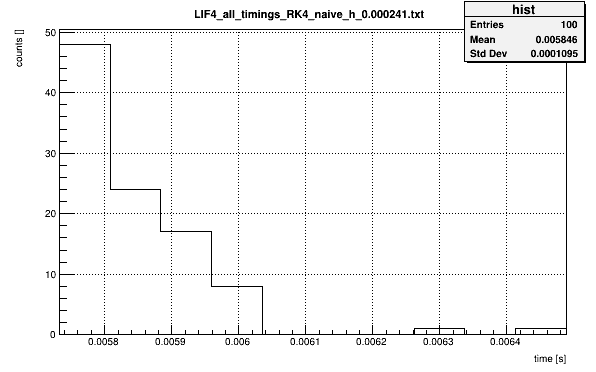 LIF4_all_timings_RK4_naive_h_0.000241.txt
hist
Entries 100
Mean 0.005846
Std Dev 0.0001095
counts []
50
40
30
20
10
0
0.0058 0.0059 0.006 0.0061 0.0062 0.0063 0.0064
time [s]